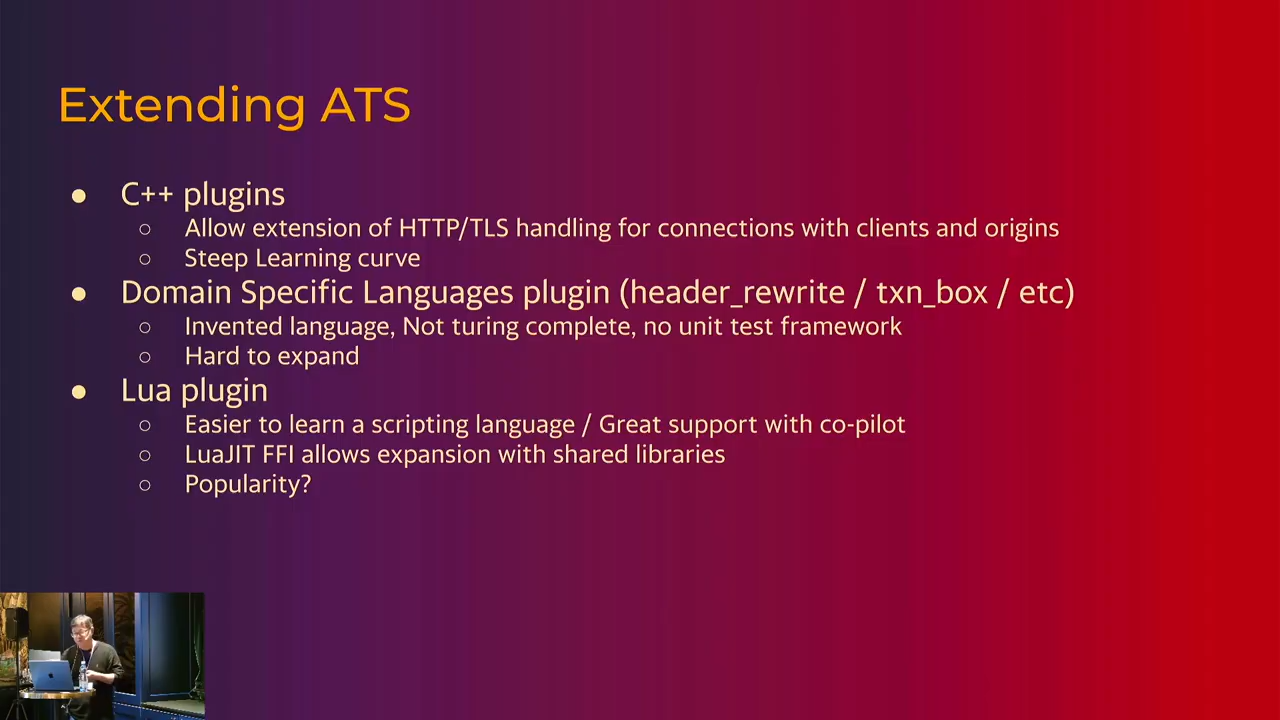 Extending ATS
● C++ plugins
○ Allow extension of HTTP/TLS handling for connections with clients and origins
○ Steep Learning curve
● Domain Specific Languages plugin (header_rewrite / txn_box / etc)
○ Invented language, Not turing complete, no unit test framework
○ Hard to expand
● Lua plugin
○ Easier to learn a scripting language / Great support with co-pilot
○ LuaJIT FFI allows expansion with shared libraries
○ Popularity?